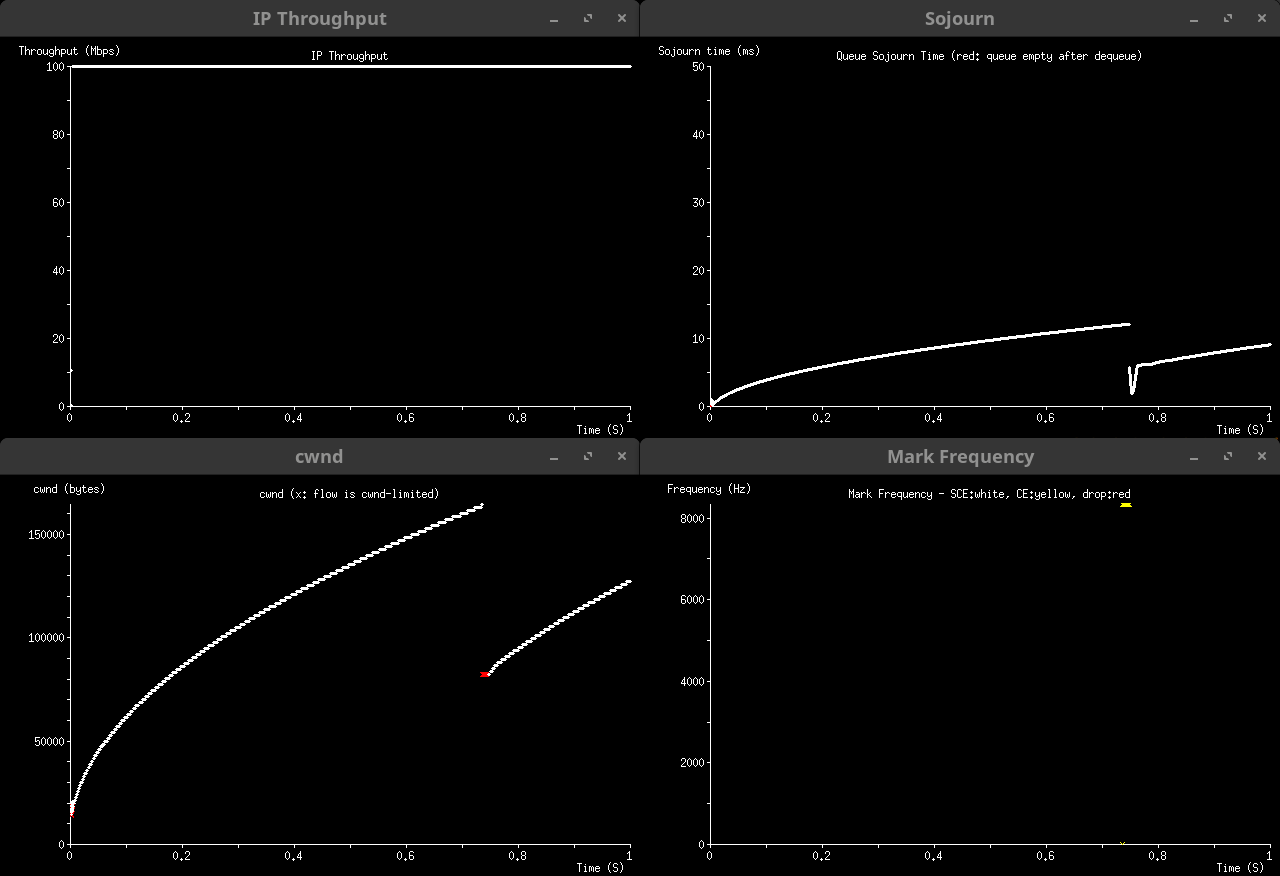 IP Throughput
Throughput (Mbps)
IP Throughput
100
80
60
40
20
0
0 0.2 0.4 0.6 0.8 1
Time (S)
Sojourn
Sojourn time (ms)
Queue Sojourn Time (red: queue empty after dequeue)
50
40
30
20
10
0
0 0.2 0.4 0.6 0.8 1
Time (S)
cwnd
cwnd (bytes)
cwnd (x: flow is cwnd-limited)
150000
100000
50000
0
0 0.2 0.4 0.6 0.8 1
Time (S)
Mark Frequency
Frequency (Hz)
Mark Frequency - SCE:white, CE:yellow, drop:red
8000
6000
4000
2000
0
0 0.2 0.4 0.6 0.8 1
Time (S)